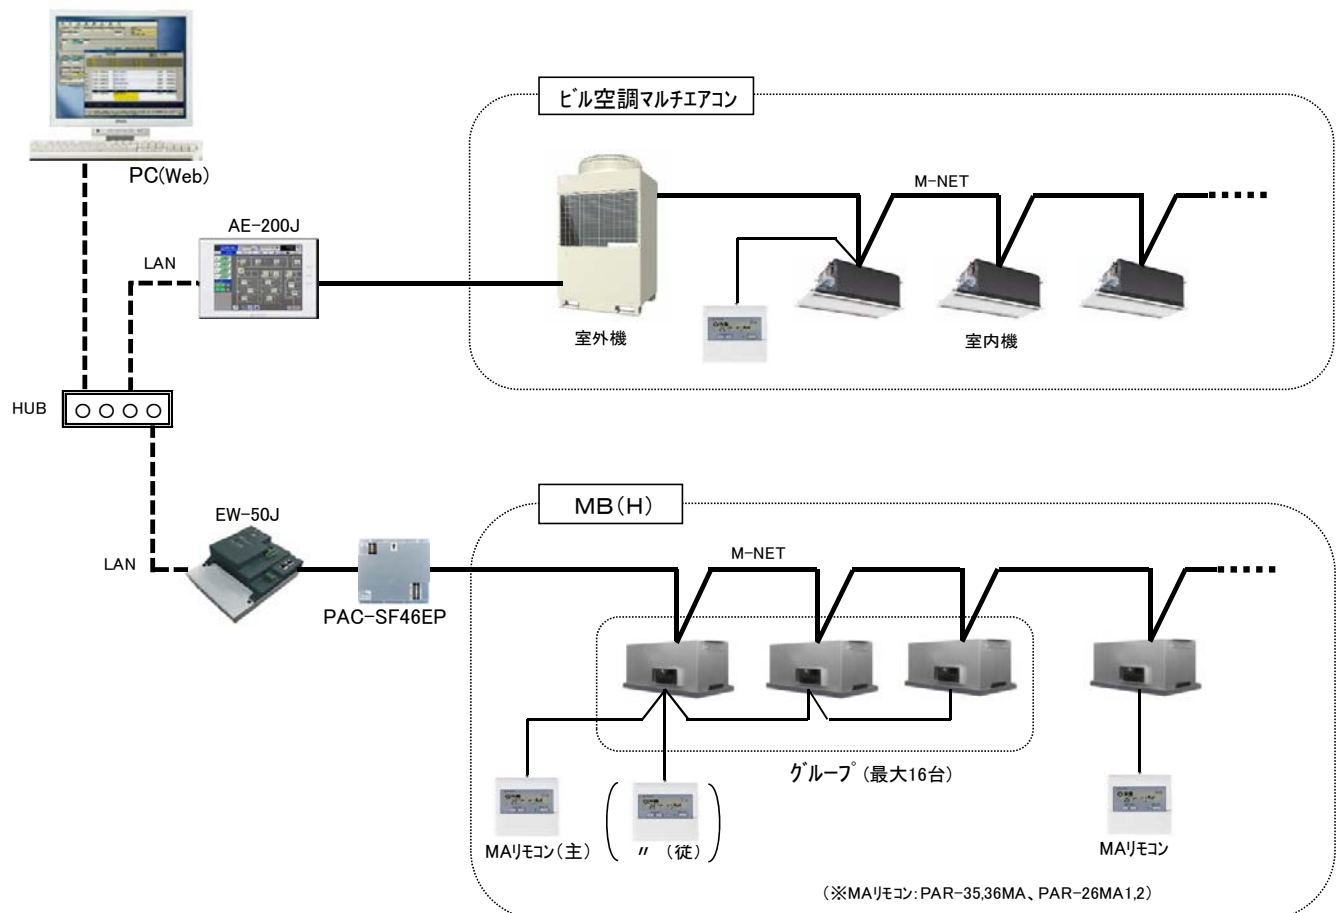 ビル空調マルチエアコン
PC(Web)
M-NET
AE-200J
LAN
室外機
室内機
HUB
MB(H)
EW-50J
M-NET
LAN
PAC-SF46EP
グループ (最大16台)
MAリモコン(主)
( 〃 (従) )
MAリモコン
(※MAリモコン:PAR-35,36MA、PAR-26MA1,2)